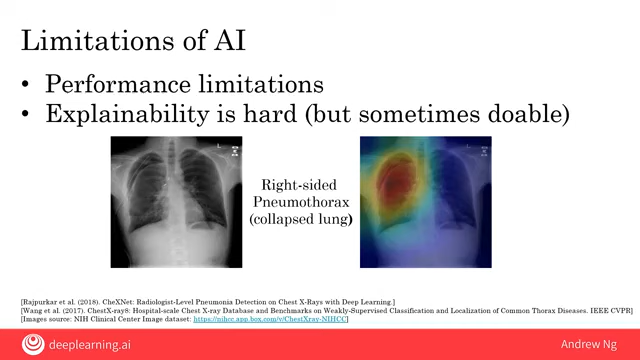 Limitations of AI
• Performance limitations
• Explainability is hard (but sometimes doable)
L
L
Right-sided
Pneumothorax
(collapsed lung)
[Rajpurkar et al. (2018). CheXNet: Radiologist-Level Pneumonia Detection on Chest X-Rays with Deep Learning.]
[Wang et al. (2017). ChestX-ray8: Hospital-scale Chest X-ray Database and Benchmarks on Weakly-Supervised Classification and Localization of Common Thorax Diseases. IEEE CVPR]
[Images source: NIH Clinical Center Image dataset: https://nihcc.app.box.com/v/ChestXray-NIHCC]
deeplearning.ai
Andrew Ng